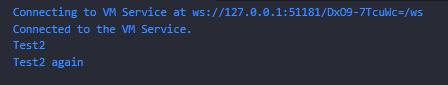 Connecting to VM Service at ws://127.0.0.1:51181/DxO9-7TcuWc=/ws
Connected to the VM Service.
Test2
Test2 again